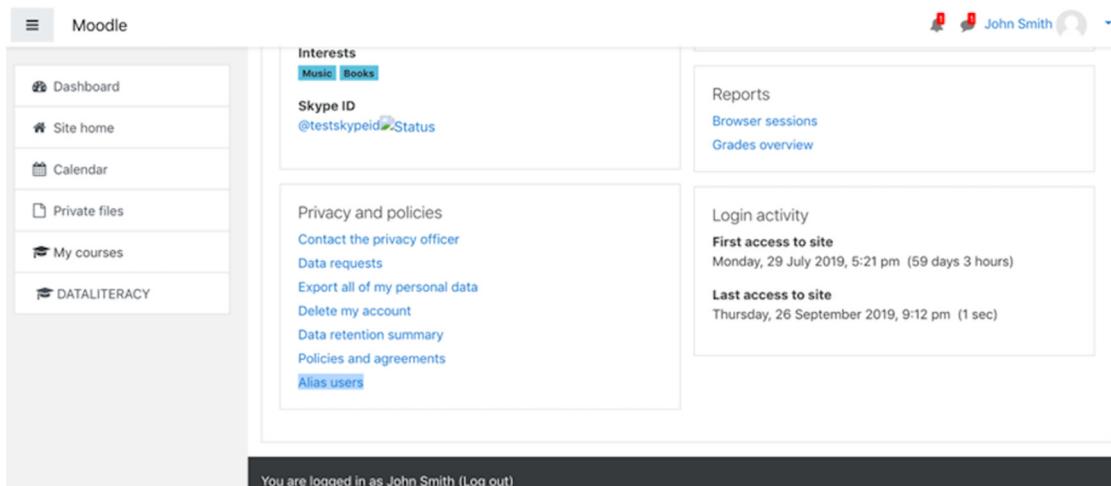 Moodle
1
1
John Smith
Dashboard
Site home
Calendar
Private files
My courses
DATALITERACY
Interests
Music Books
Skype ID
@testskypeidStatus
Privacy and policies
Contact the privacy officer
Data requests
Export all of my personal data
Delete my account
Data retention summary
Policies and agreements
Alias users
Reports
Browser sessions
Grades overview
Login activity
First access to site
Monday, 29 July 2019, 5:21 pm (59 days 3 hours)
Last access to site
Thursday, 26 September 2019, 9:12 pm (1 sec)
You are logged in as John Smith (Log out)